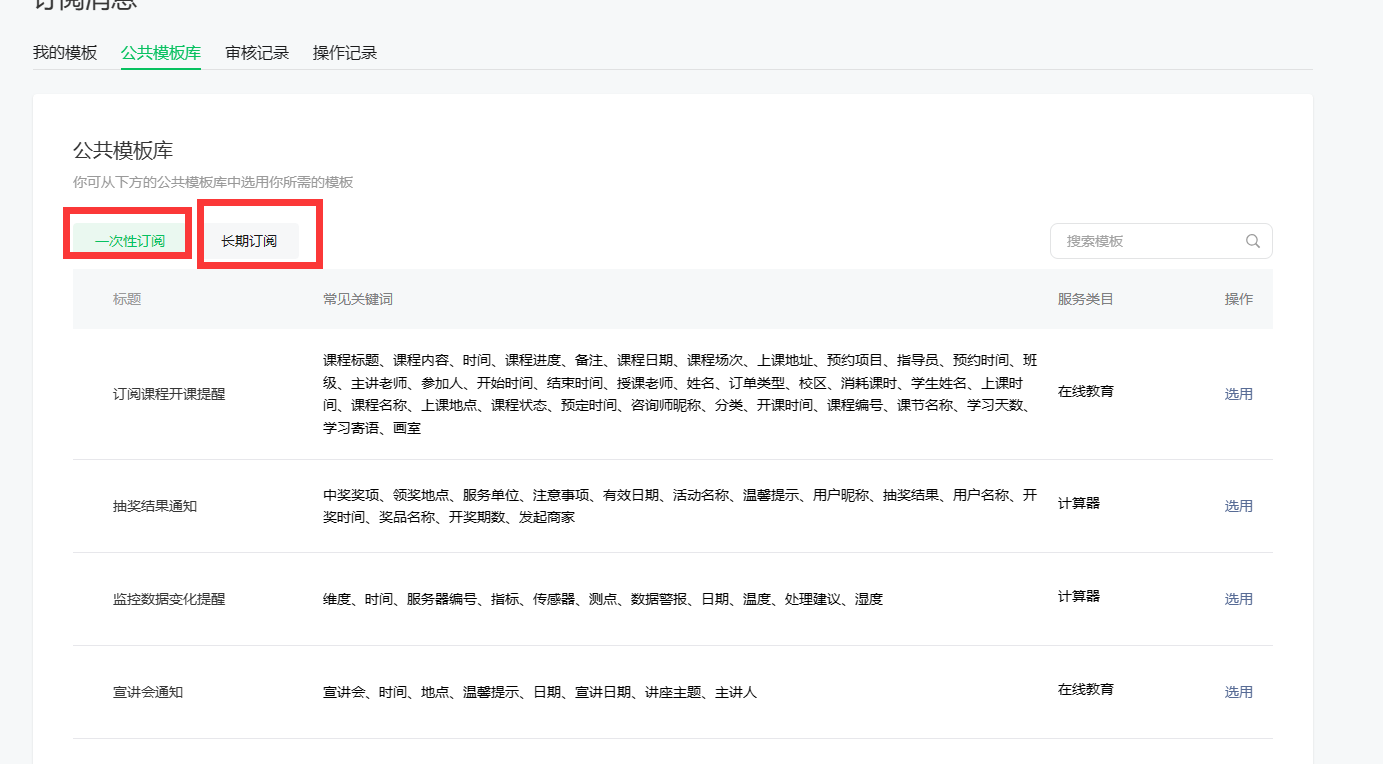 订阅消息
我的模板 公共模板库 审核记录 操作记录
公共模板库
你可从下方的公共模板库中选用你所需的模板
一次性订阅 长期订阅 搜索模板
标题 常见关键词 服务类目 操作
订阅课程开课提醒
课程标题、课程内容、时间、课程进度、备注、课程日期、课程场次、上课地址、预约项目、指导员、预约时间、班
级、主讲老师、参加人、开始时间、结束时间、授课老师、姓名、订单类型、校区、消耗课时、学生姓名、上课时
间、课程名称、上课地点、课程状态、预定时间、咨询师昵称、分类、开课时间、课程编号、课节名称、学习天数、
学习寄语、画室
在线教育
选用
抽奖结果通知
中奖奖项、领奖地点、服务单位、注意事项、有效日期、活动名称、温馨提示、用户昵称、抽奖结果、用户名称、开
奖时间、奖品名称、开奖期数、发起商家
计算器
选用
监控数据变化提醒
维度、时间、服务器编号、指标、传感器、测点、数据警报、日期、温度、处理建议、湿度
计算器
选用
宣讲会通知
宣讲会、时间、地点、温馨提示、日期、宣讲日期、讲座主题、主讲人
在线教育
选用